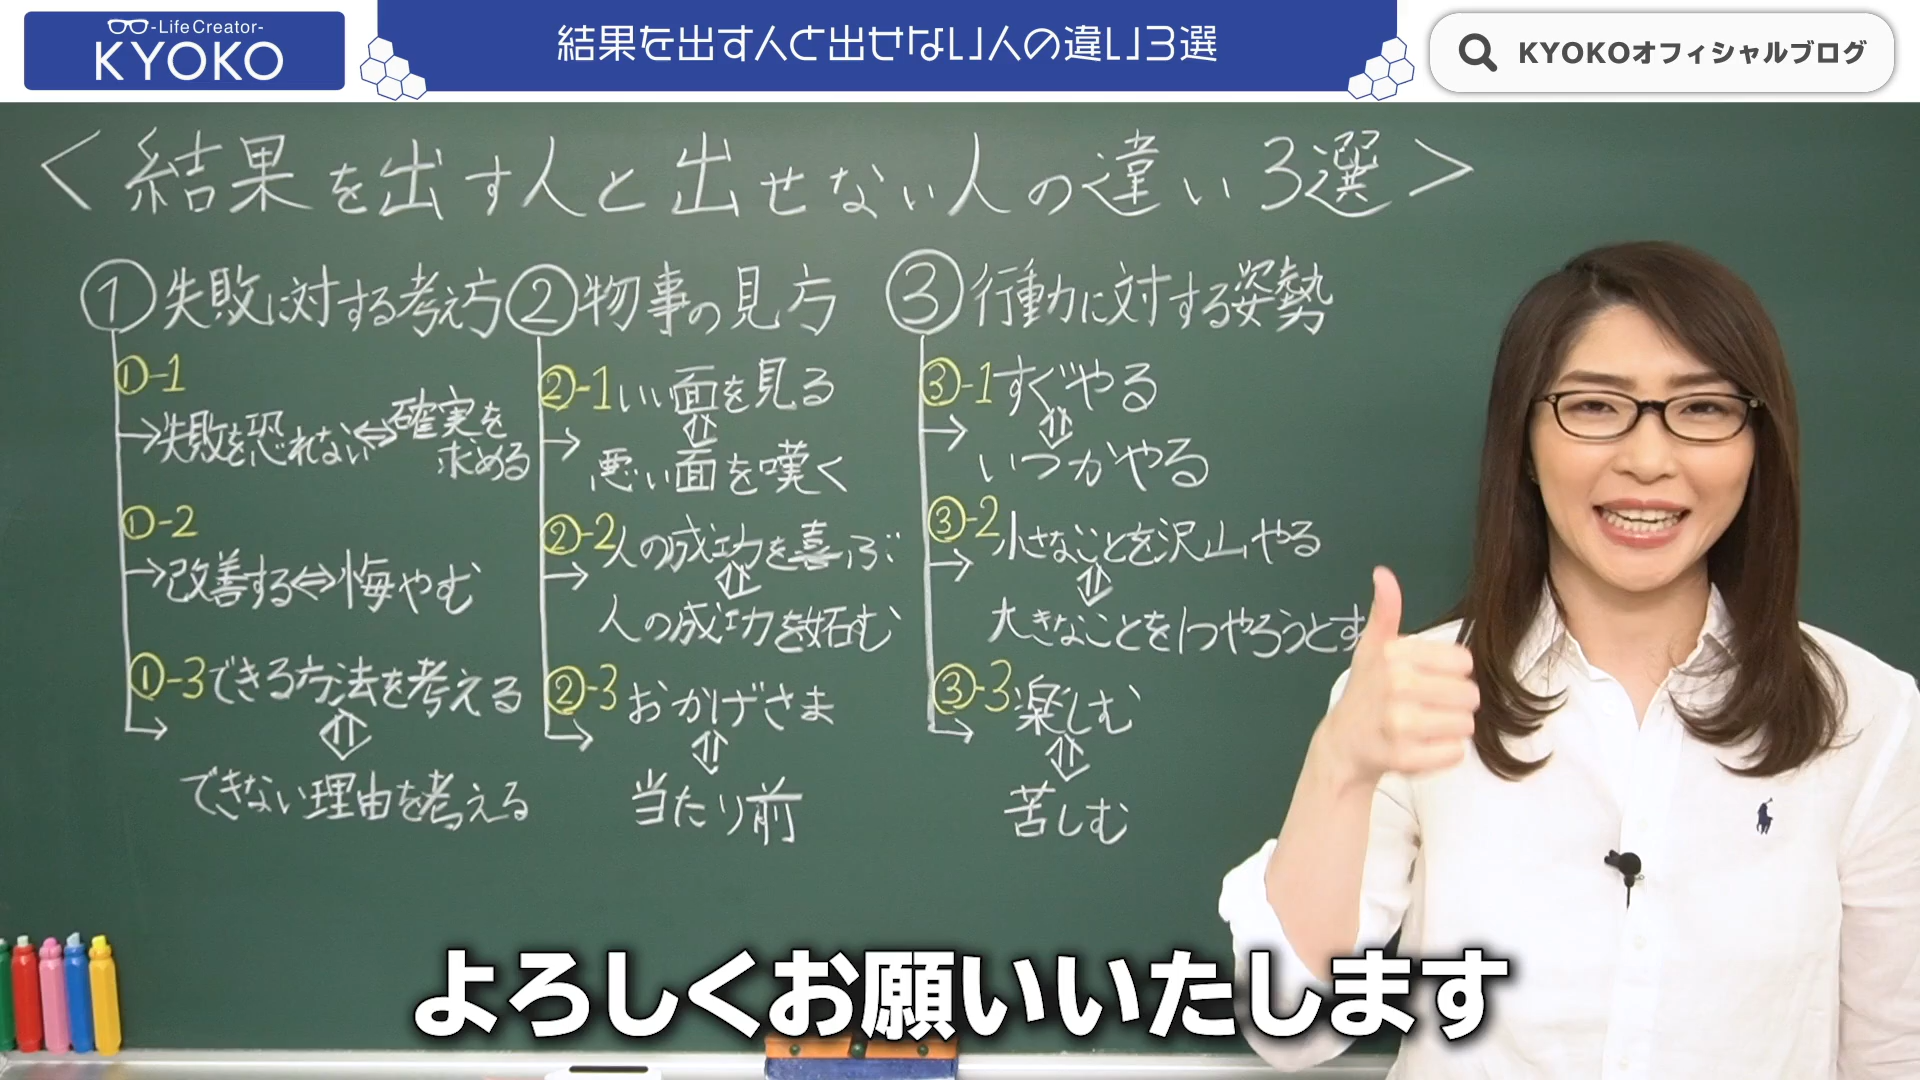 -Life Creator-
KYOKO
結果を出す人と出せない人の違い3選
KYOKOオフィシャルブログ
<結果を出す人と出せない人の違い3選>
①失敗に対する考え方
①-1
→失敗を恐れない⇔確実を
求める
①-2
→改善する⇔悔やむ
①-3できる方法を考える
⇕
できない理由を考える
②物事の見方
②-1いい面を見る
⇕
悪い面を嘆く
②-2人の成功を喜ぶ
⇕
人の成功を妬む
②-3おかげさま
⇕
当たり前
③行動に対する姿勢
③-1すぐやる
⇕
いつかやる
③-2小さなことを沢山やる
⇕
大きなことを1つやろうとす
③-3楽しむ
⇕
苦しむ
よろしくお願いいたします